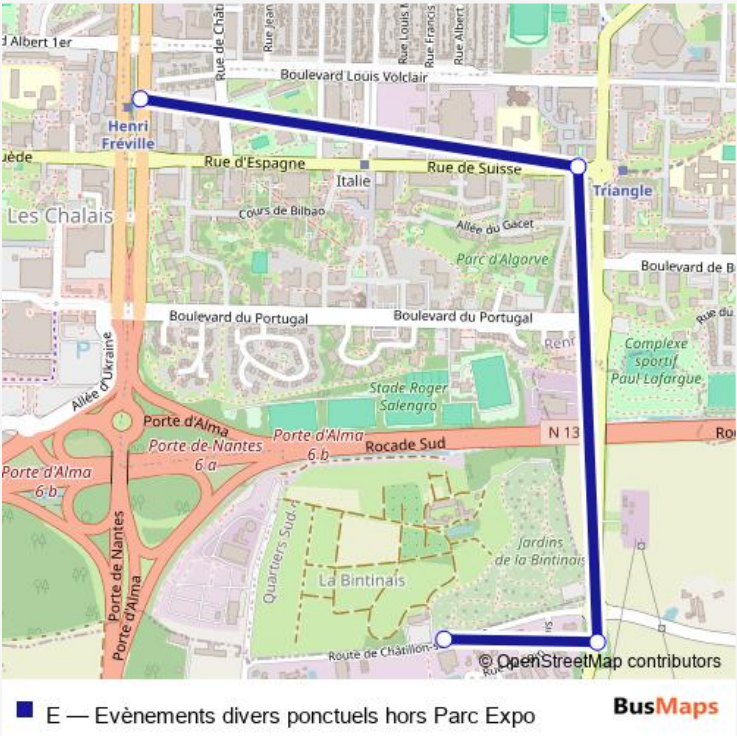 d Albert 1er
Rue de Châti
Rue Jean
Rue Louis M
Rue Francis
Rue Albert
Boulevard Louis Volclair
Henri
Fréville
uède
Rue d'Espagne
Rue de Suisse
Italie
Triangle
Les Chalais
Cours de Bilbao
Allée du Gacet
Parc d'Algarve
Boulevard de B
Boulevard du Portugal
Boulevard du Portugal
Rue du
Renn
P
Allée d'Ukraine
Complexe
sportif
Paul Lafargue
Stade Roger
Salengro
Porte d'Alma
Porte de Nantes
6 a
Porte d'Alma
6 b
Rocade Sud
N 13
Ro
Porte d'Alma
6 b
Porte de Nantes
Porte d'Alma
Quartiers Sud
La Bintinais
Jardins
de la Bintinais
Route de Châtillon-s
© OpenStreetMap contributors
E — Evènements divers ponctuels hors Parc Expo
BusMaps